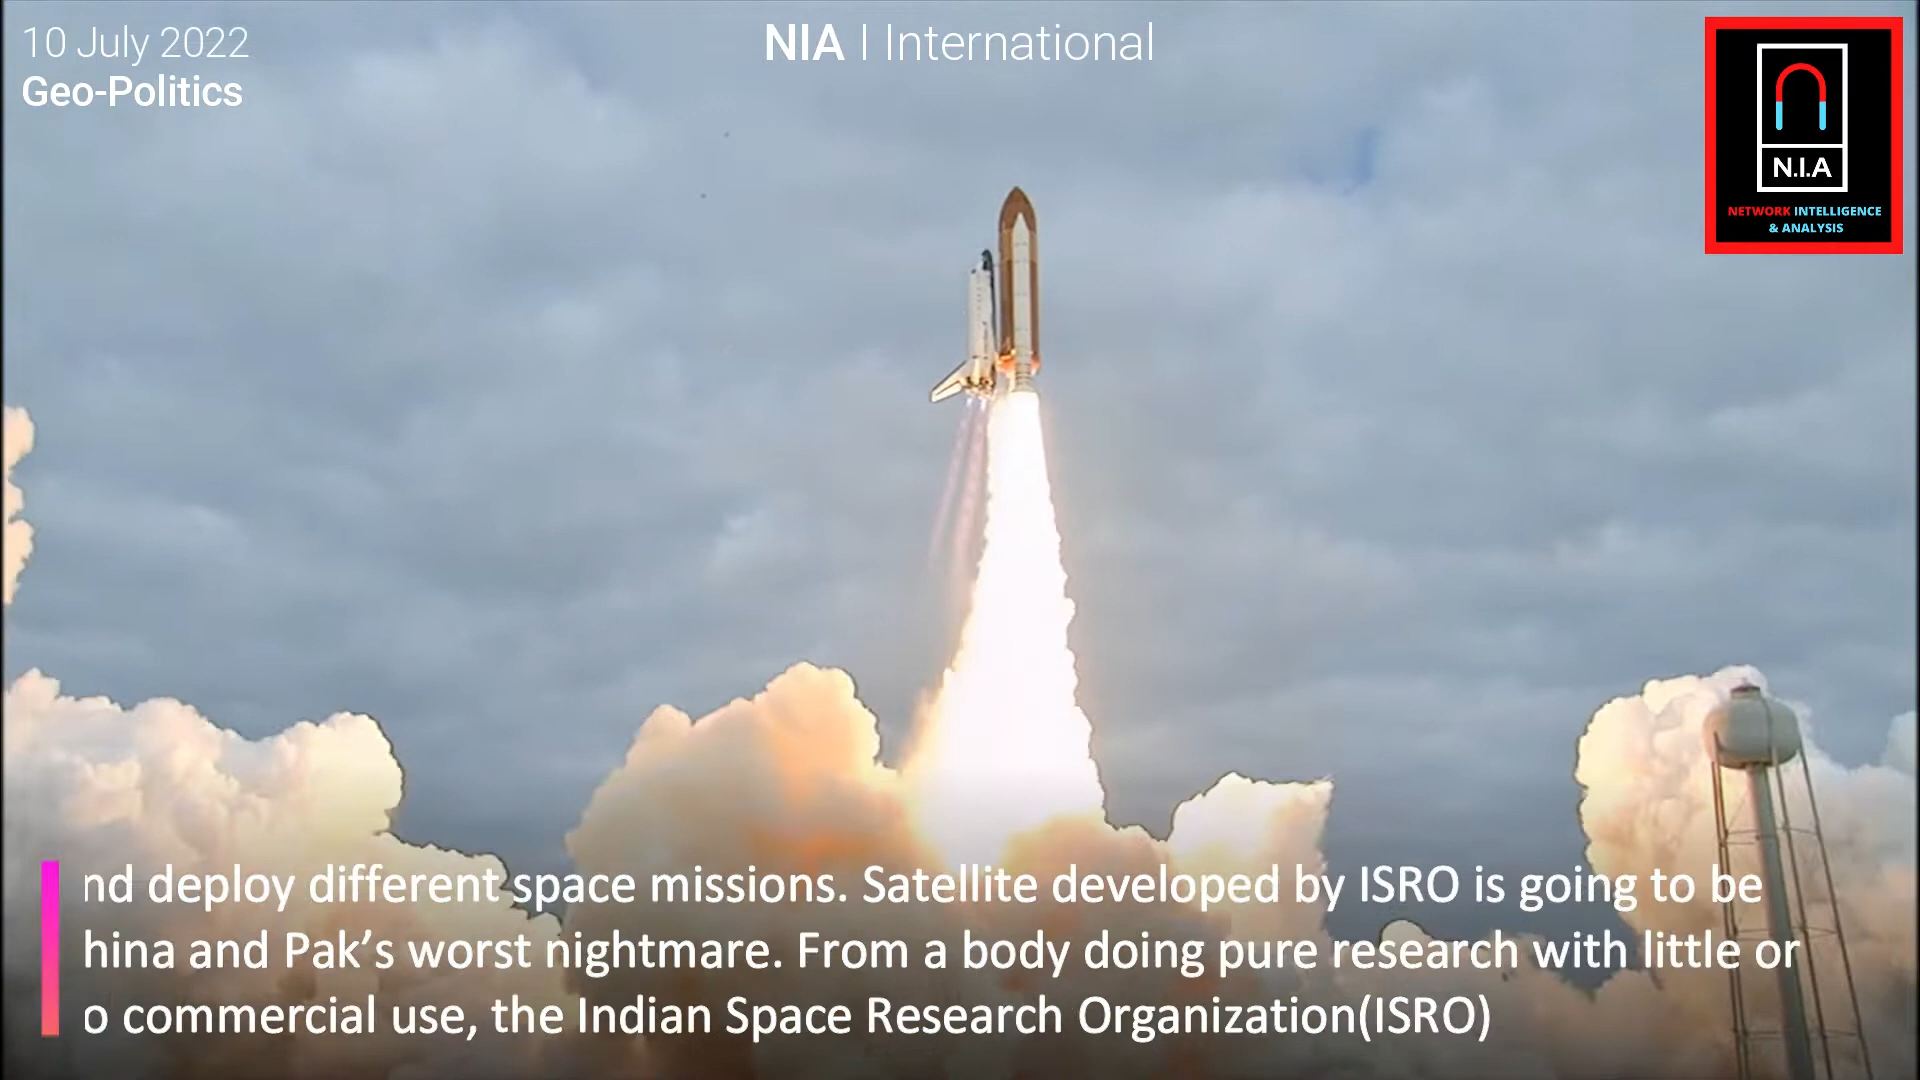 10 July 2022
Geo-Politics
NIA | International
N.I.A
NETWORK INTELLIGENCE
& ANALYSIS
nd deploy different space missions. Satellite developed by ISRO is going to be
hina and Pak’s worst nightmare. From a body doing pure research with little or
o commercial use, the Indian Space Research Organization(ISRO)